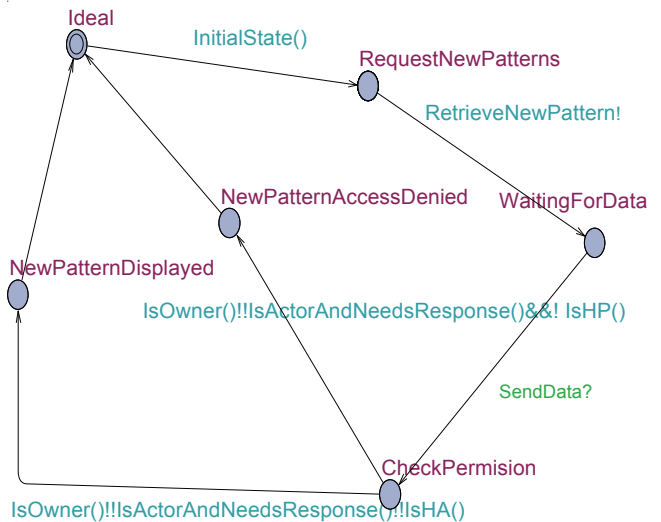 Ideal
InitialState()
RequestNewPatterns
RetrieveNewPattern!
NewPatternAccessDenied
WaitingForData
NewPatternDisplayed
IsOwner()!!IsActorAndNeedsResponse()&&! IsHP()
SendData?
CheckPermision
IsOwner()!!IsActorAndNeedsResponse()!!IsHA()